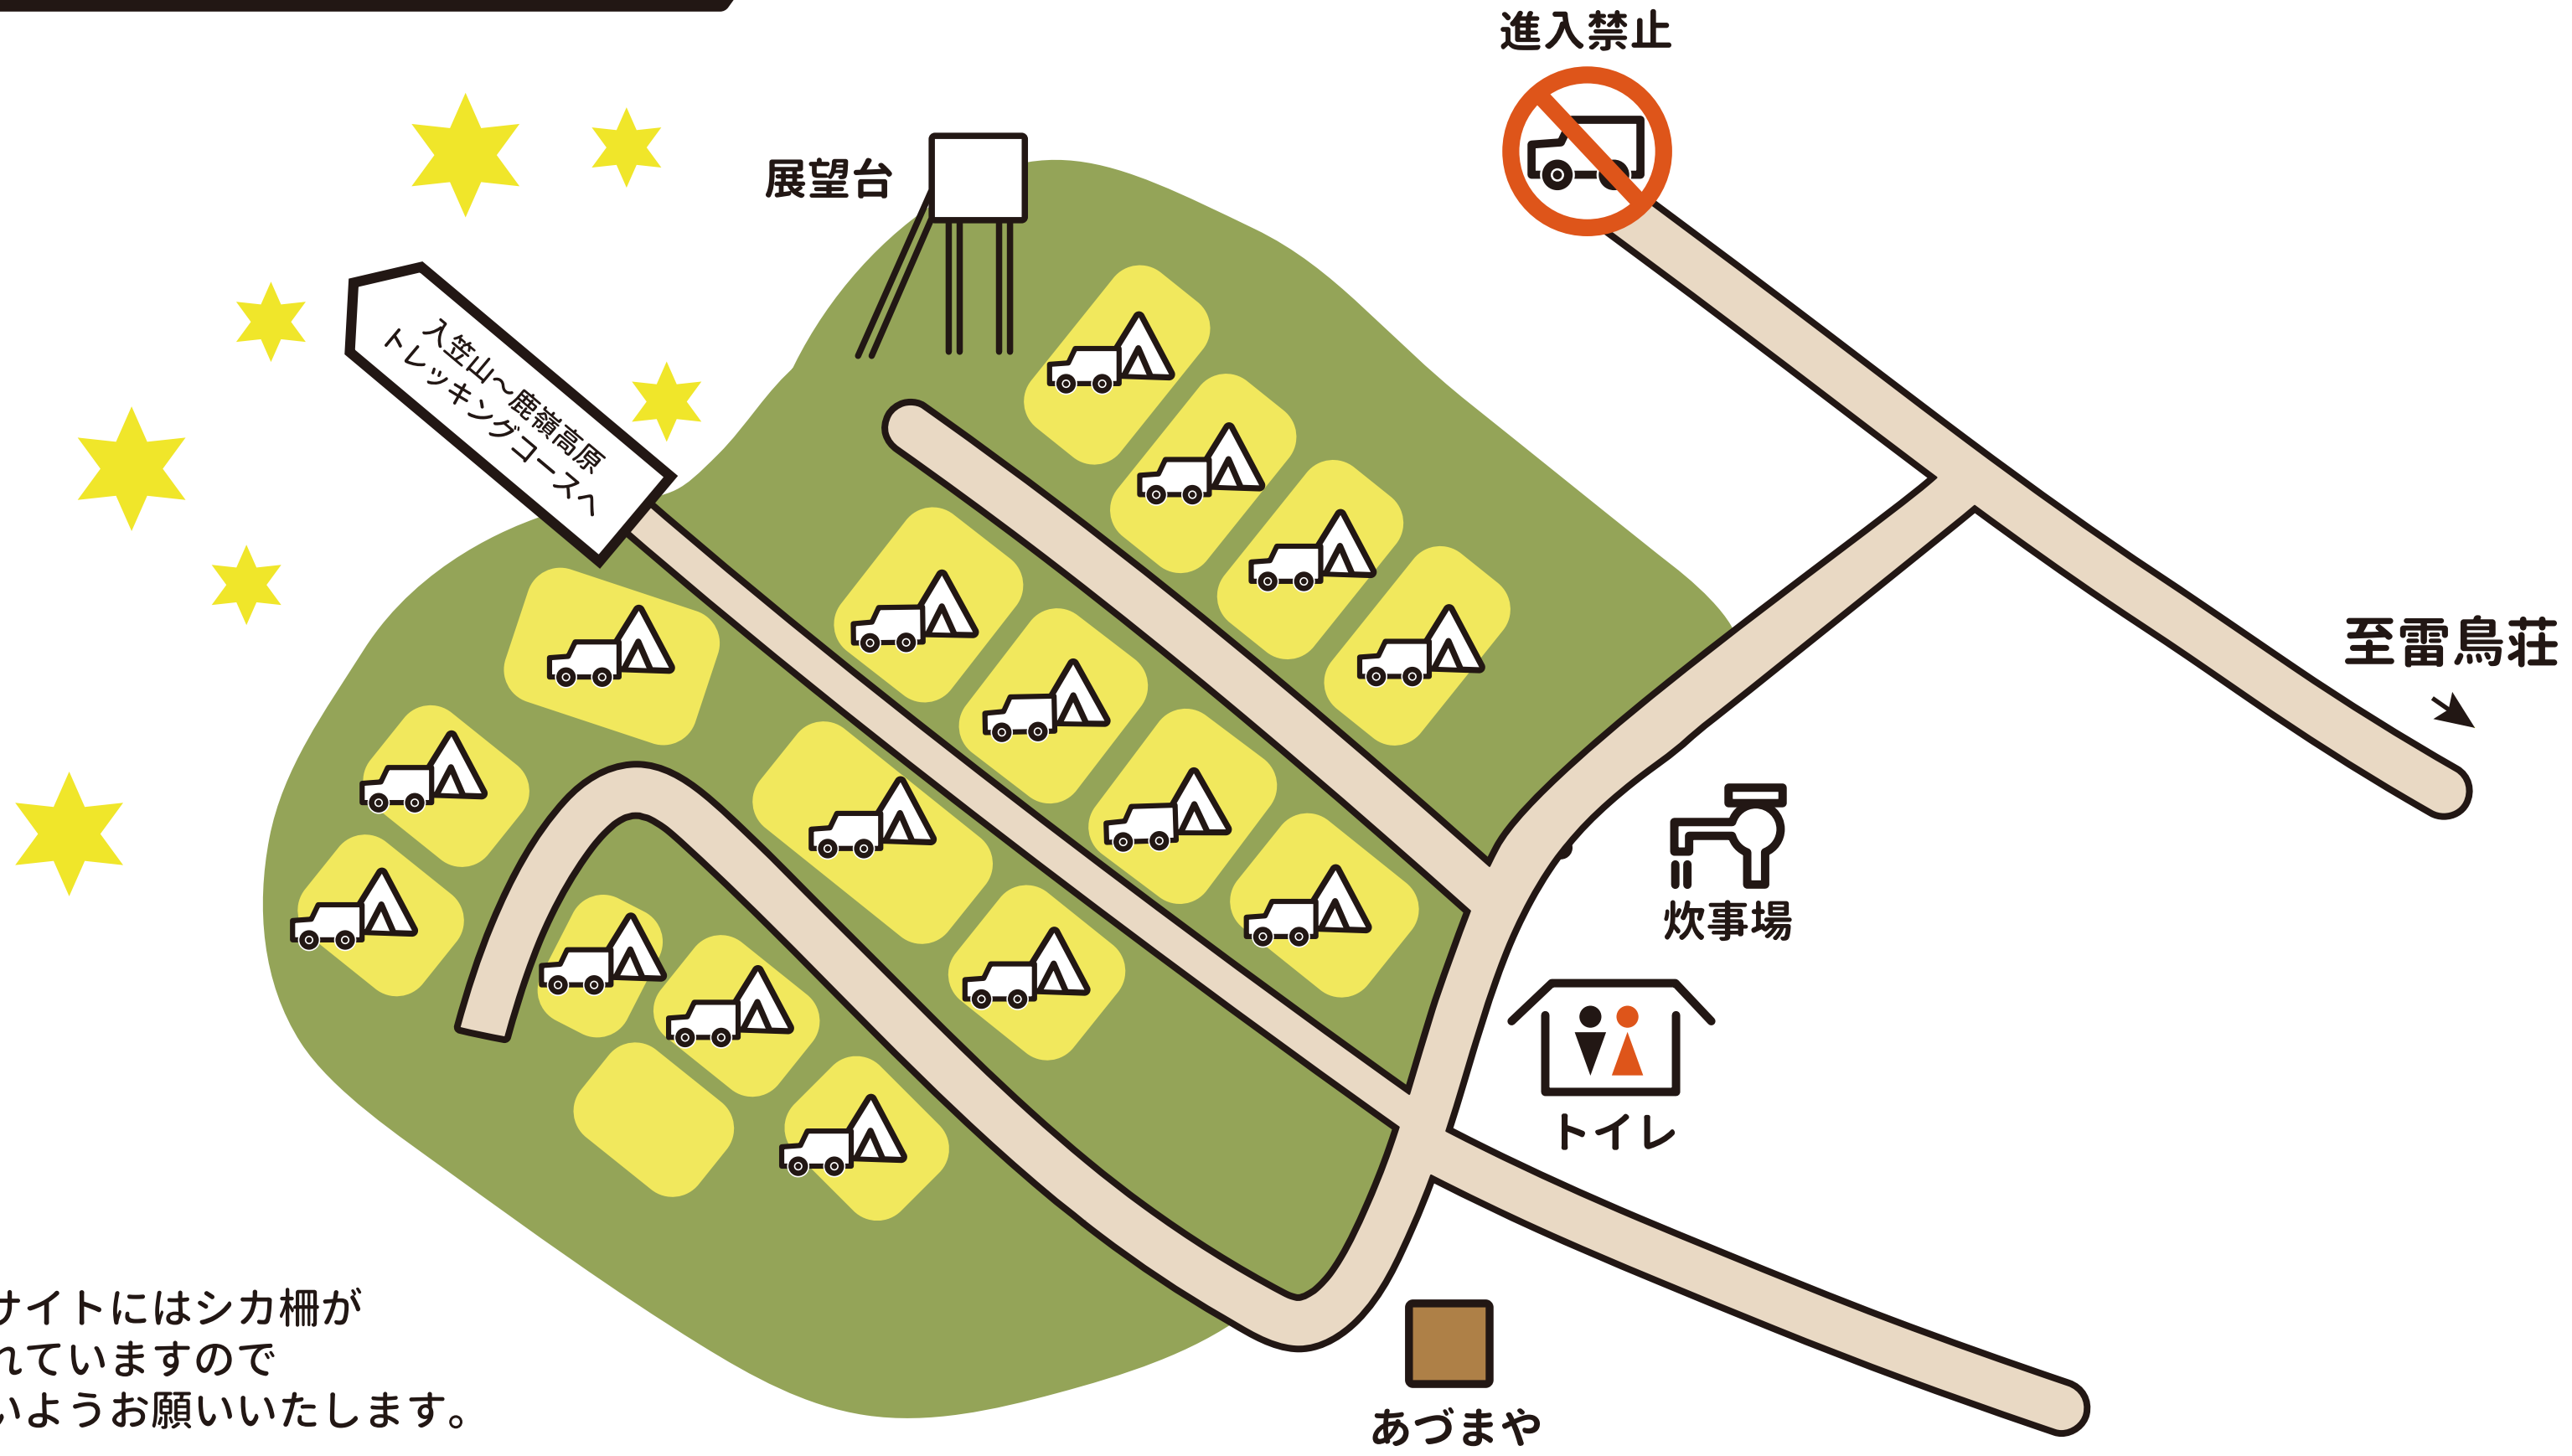 進入禁止
展望台
入笠山～鹿嶺高原
トレッキングコースへ
至雷鳥荘
炊事場
トイレ
サイトにはシカ柵が
れていますので
いようお願いいたします。
あづまや